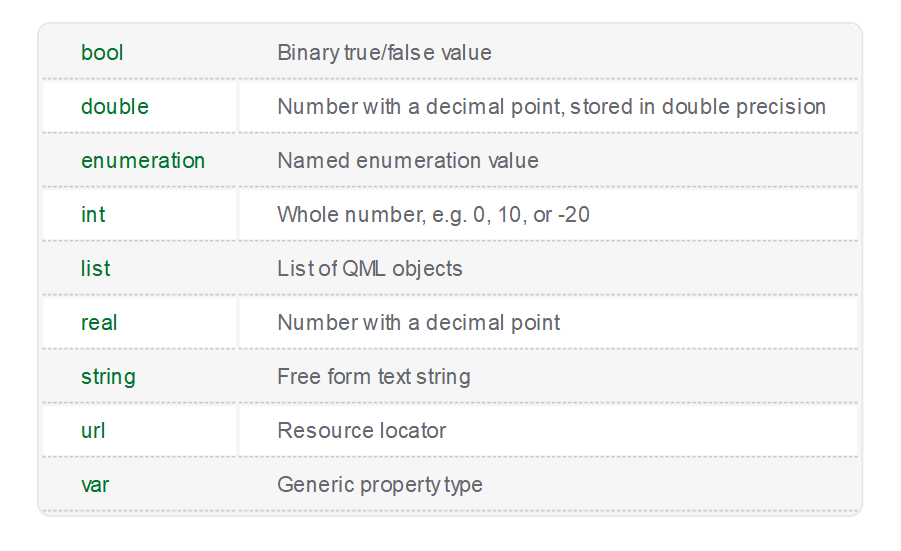 bool Binary true/false value
double Number with a decimal point, stored in double precision
enumeration Named enumeration value
int Whole number, e.g. 0, 10, or -20
list List of QML objects
real Number with a decimal point
string Free form text string
url Resource locator
var Generic property type